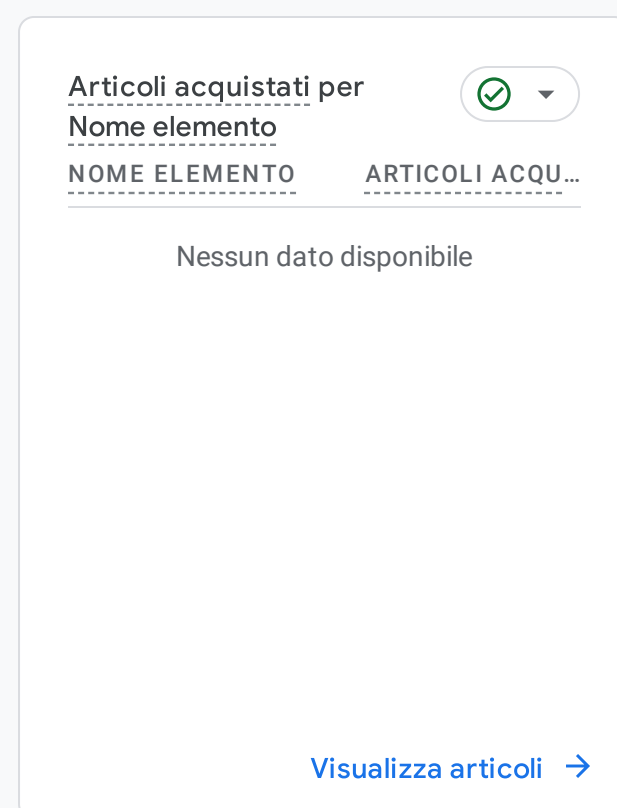 Articoli acquistati per
Nome elemento
NOME ELEMENTO ARTICOLI ACQU…
Nessun dato disponibile
Visualizza articoli